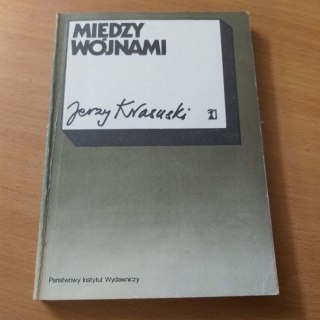 MIĘDZY
WOJNAMI
Jerzy Krasuski
Państwowy Instytut Wydawniczy